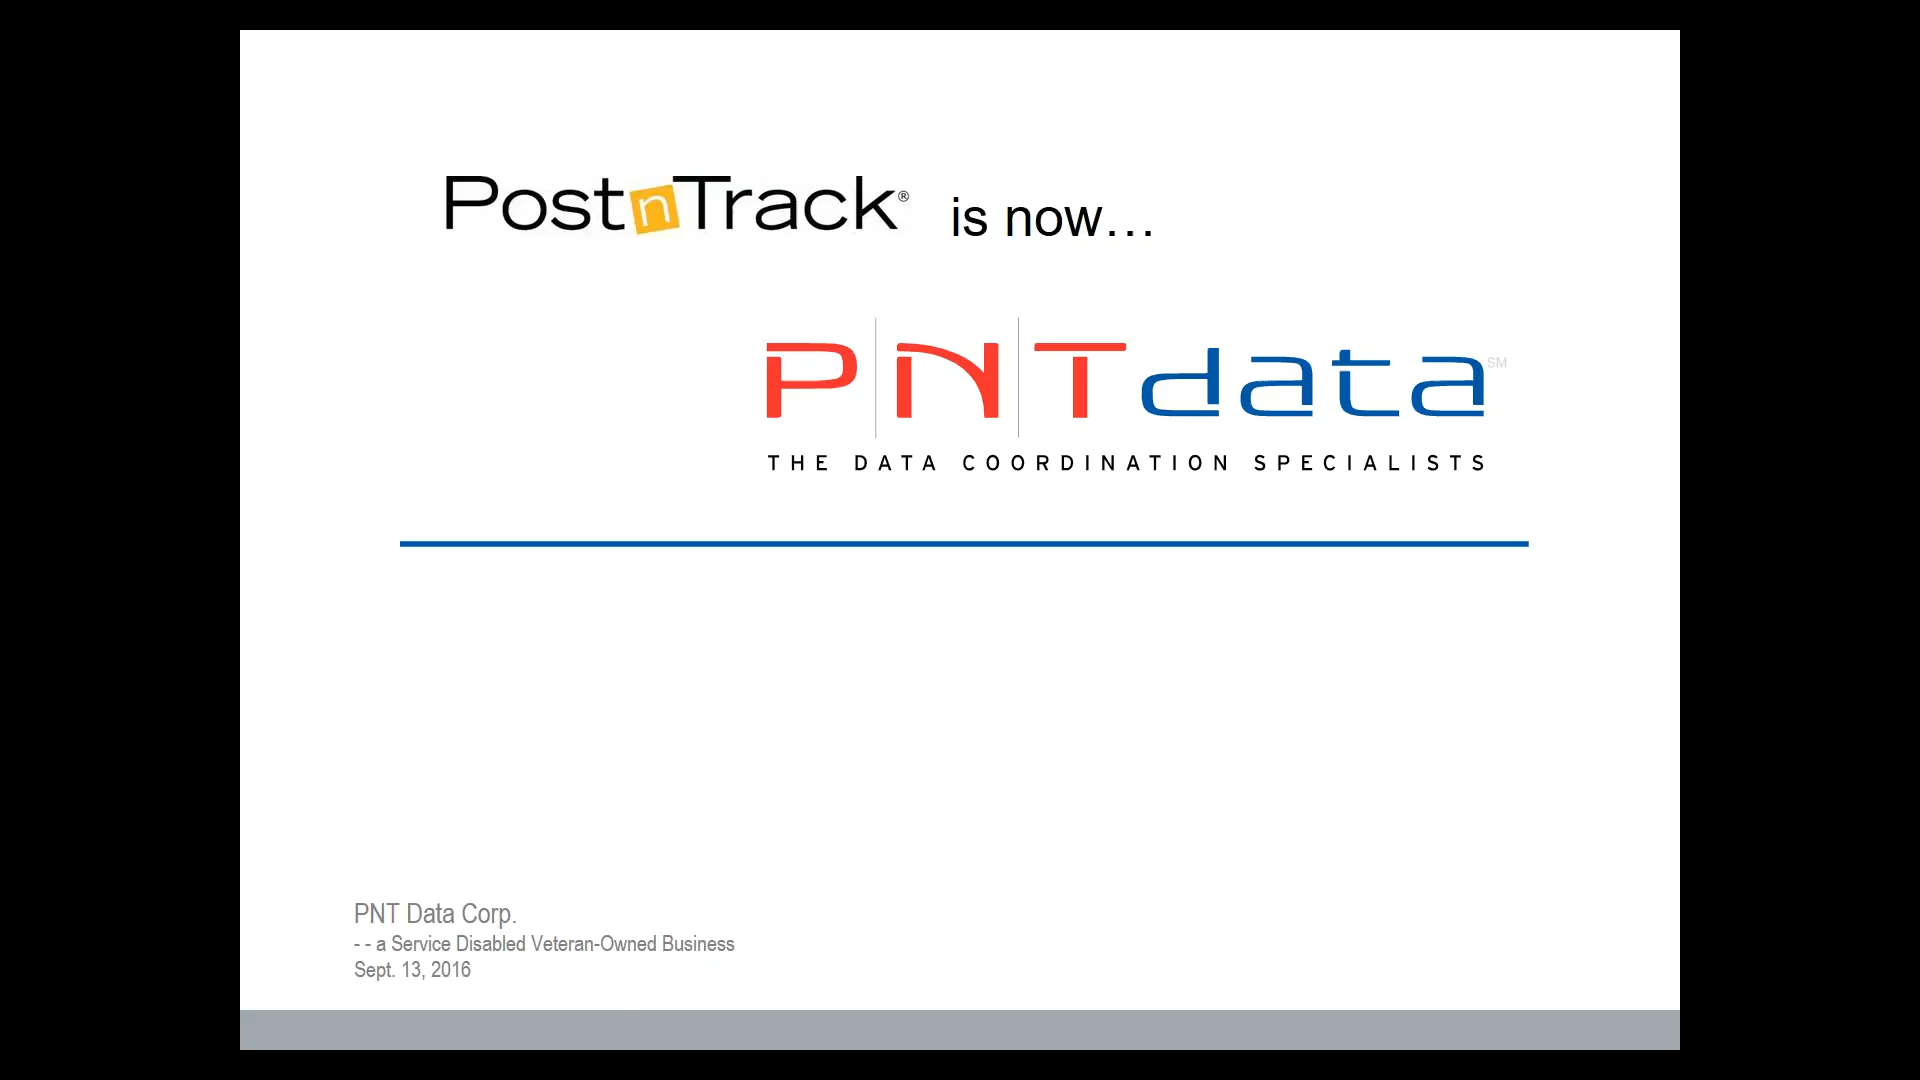 PostnTrack® is now…
PNTdata SM
THE DATA COORDINATION SPECIALISTS
PNT Data Corp.
- - a Service Disabled Veteran-Owned Business
Sept. 13, 2016